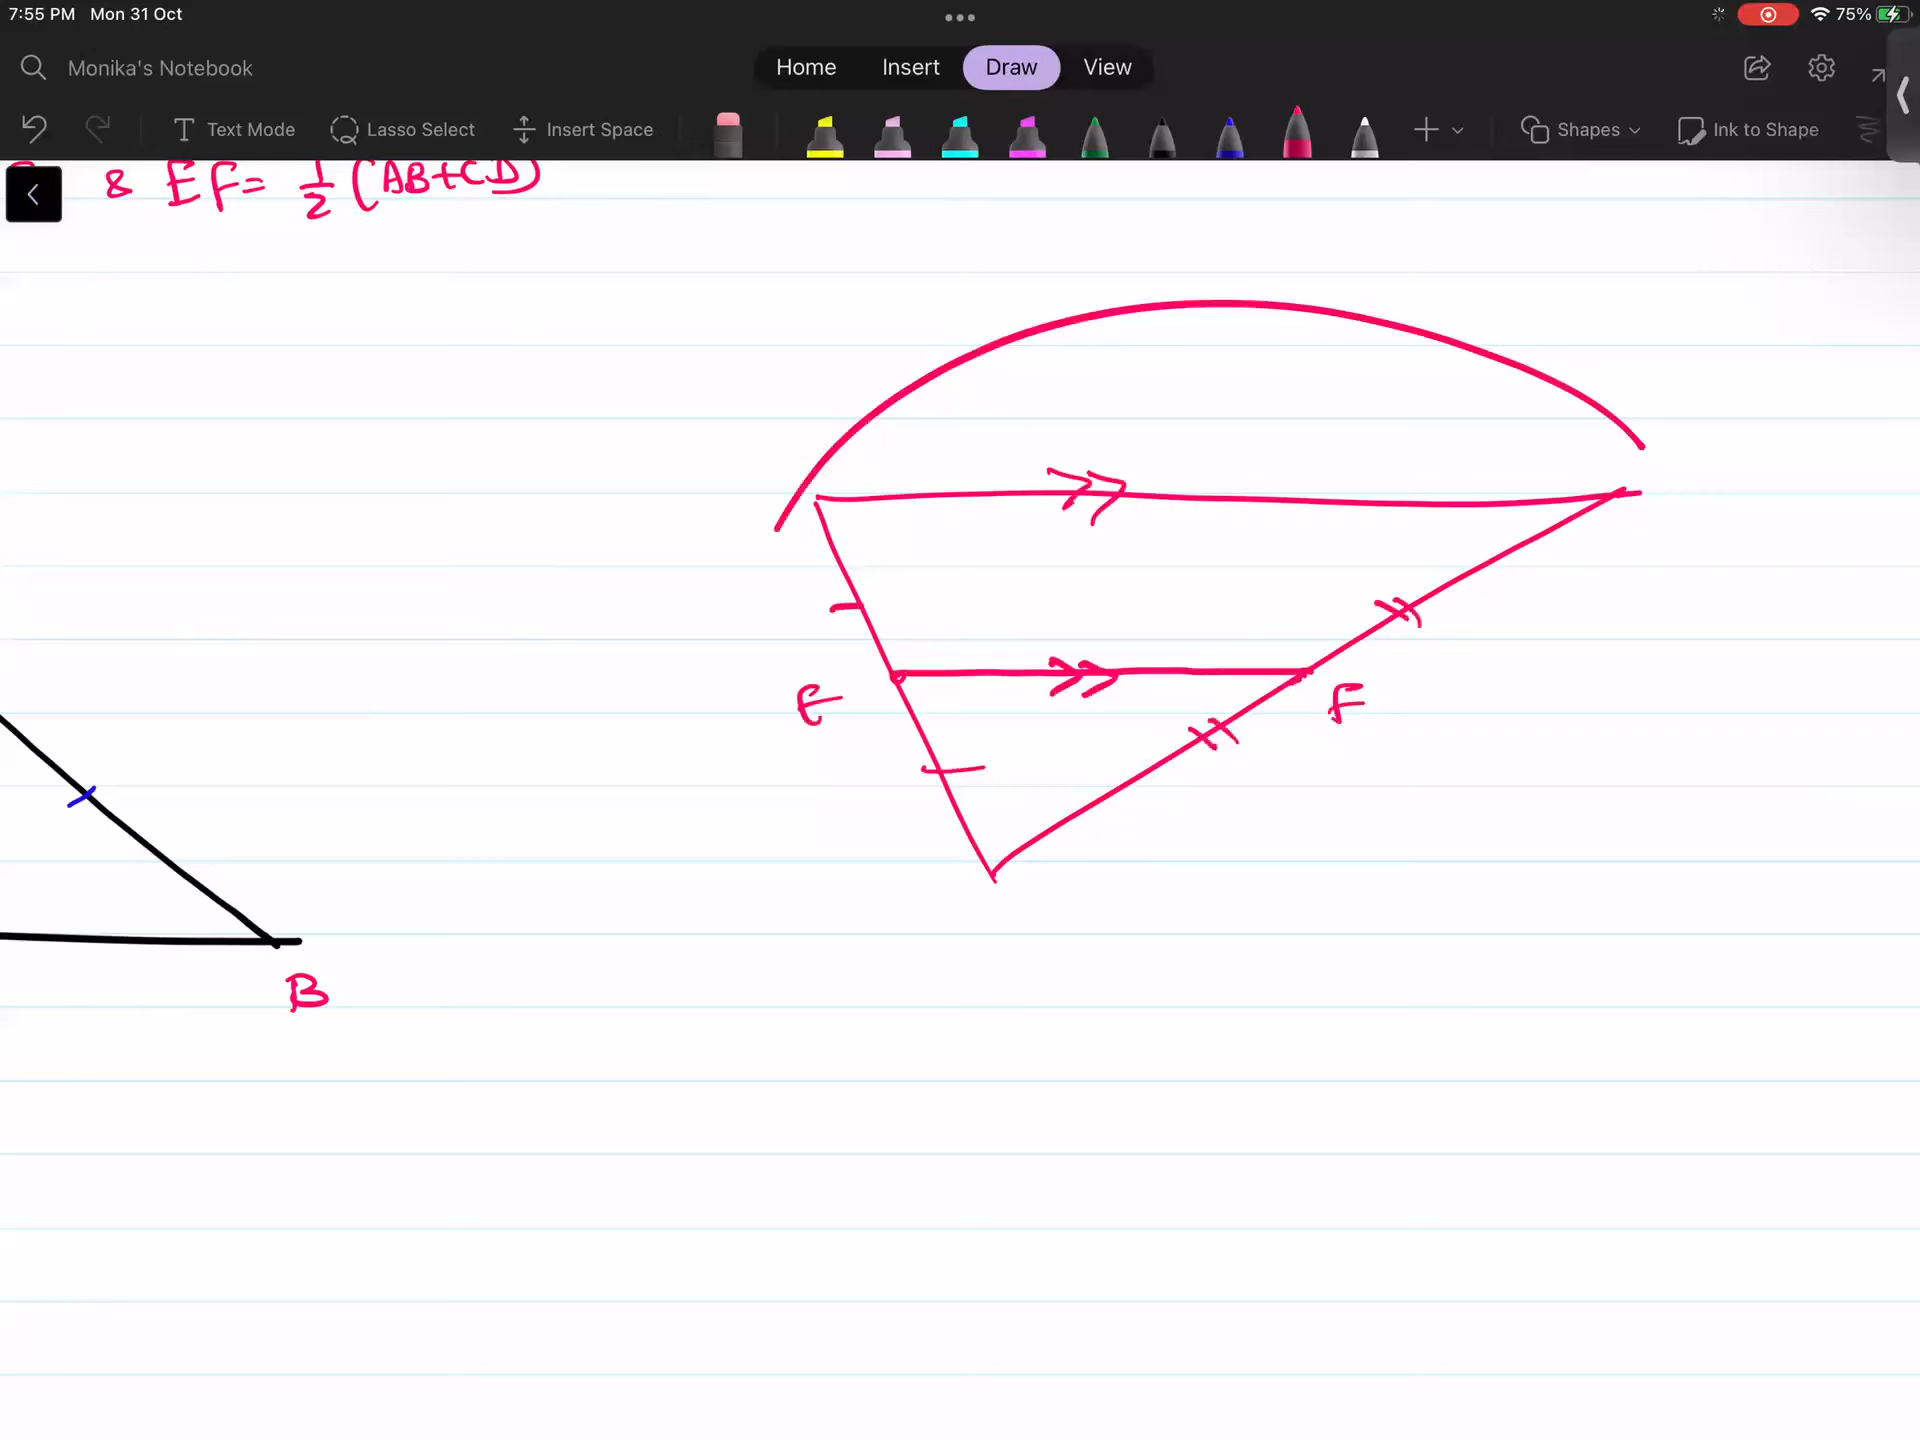 7:55 PM Mon 31 Oct
75%
Monika's Notebook
Home Insert Draw View
Text Mode Lasso Select Insert Space Shapes Ink to Shape
& EF = 1/2 (AB+CD)
E
F
B